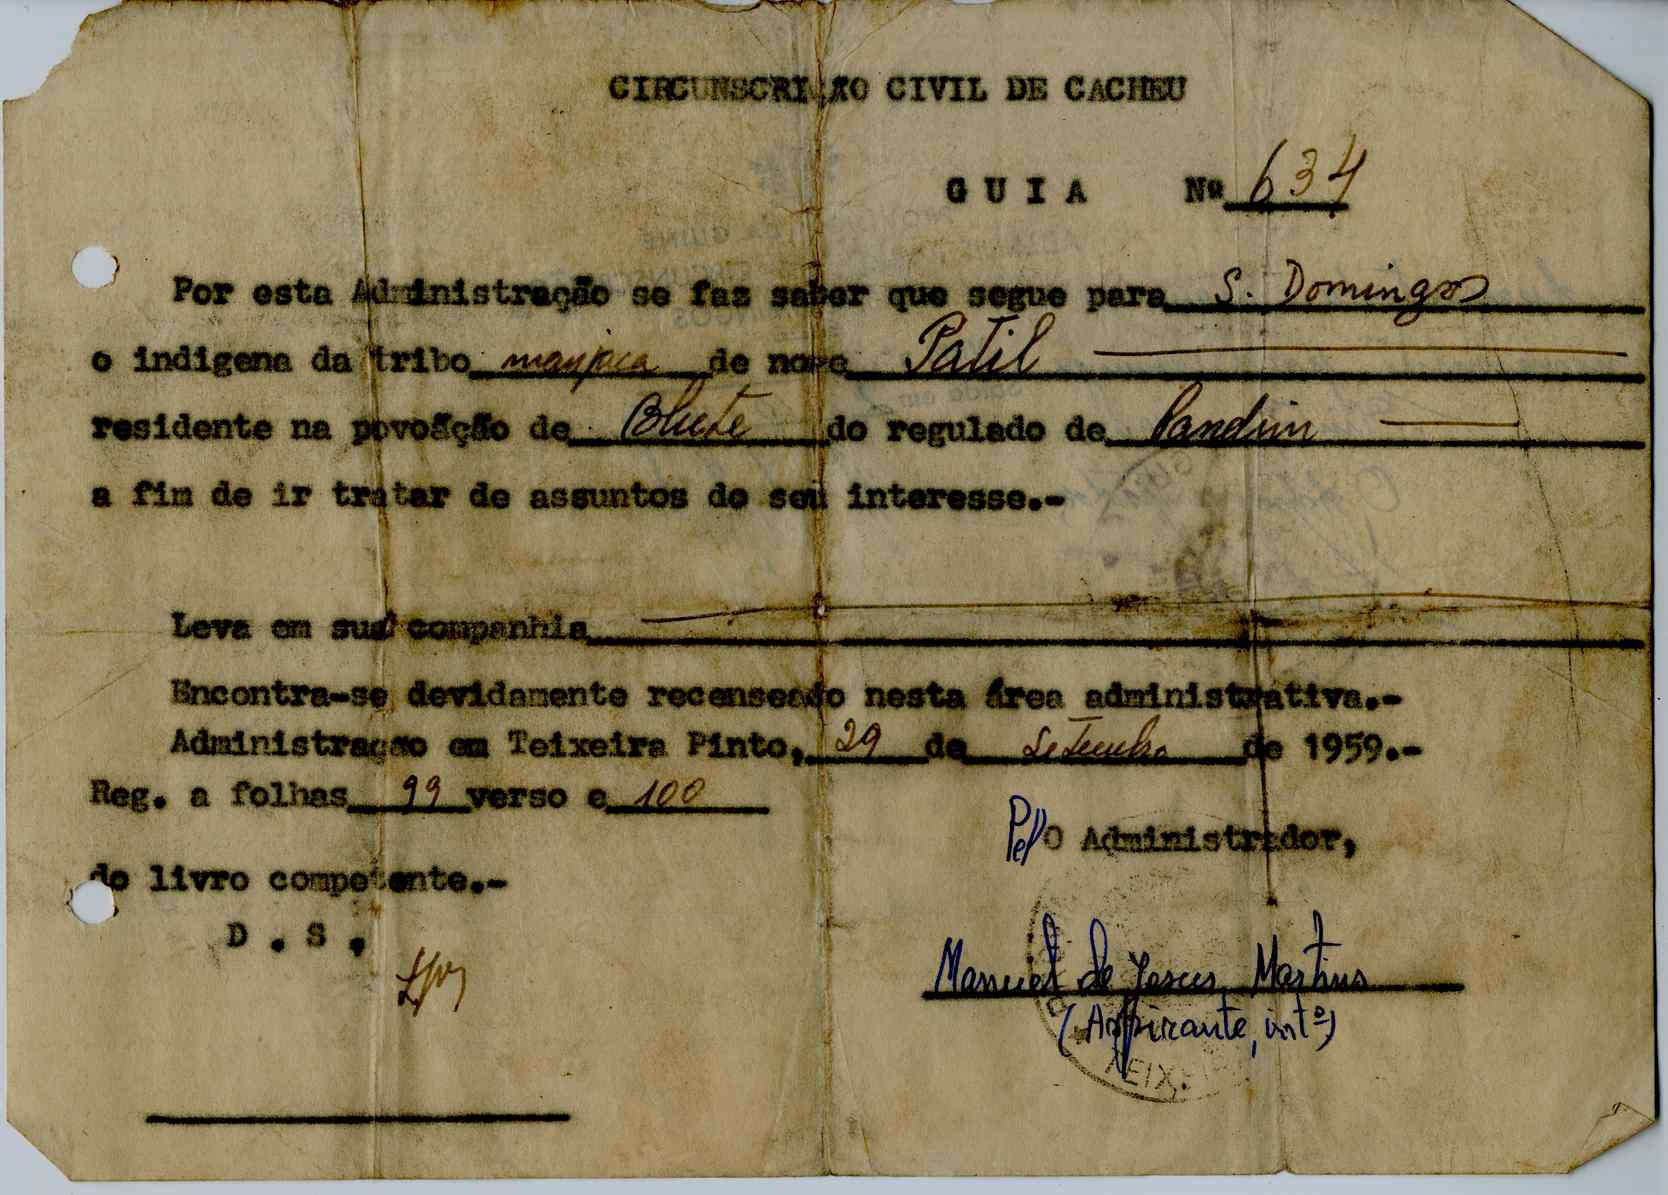 CIRCUNSCRIÇÃO CIVIL DE CACHEU
GUIA Nº 634
Por esta Administração se faz saber que segue para S. Domingos
o indigena da tribo manjaca de nome Patil
residente na povoãção de Blute do regulado de Pandim
a fim de ir tratar de assuntos do seu interesse.-
Leva em sua companhia
Encontra-se devidamente recenseado nesta área administrativa.-
Administração em Teixeira Pinto, 29 de Setembro de 1959.-
Reg. a folhas 99 verso e 100
Pel'O Administrador,
do livro competente.-
D.S.
Manuel de Jesus Martins
(Aspirante, intº)
TEIX